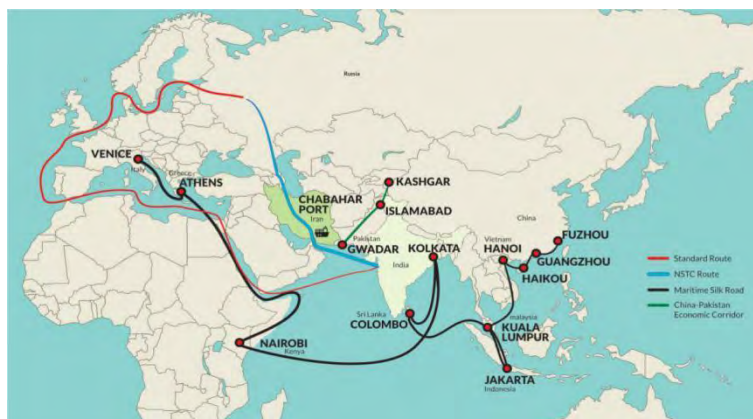 Russia
VENICE
Italy
Greece
ATHENS
CHABAHAR
PORT
Iran
KASHGAR
ISLAMABAD
Pakistan
GWADAR
KOLKATA
India
China
Vietnam
HANOI
FUZHOU
GUANGZHOU
HAIKOU
Sri Lanka
COLOMBO
malaysia
KUALA
LUMPUR
NAIROBI
Kenya
JAKARTA
Indonesia
Standard Route
NSTC Route
Maritime Silk Road
China-Pakistan
Economic Corridor